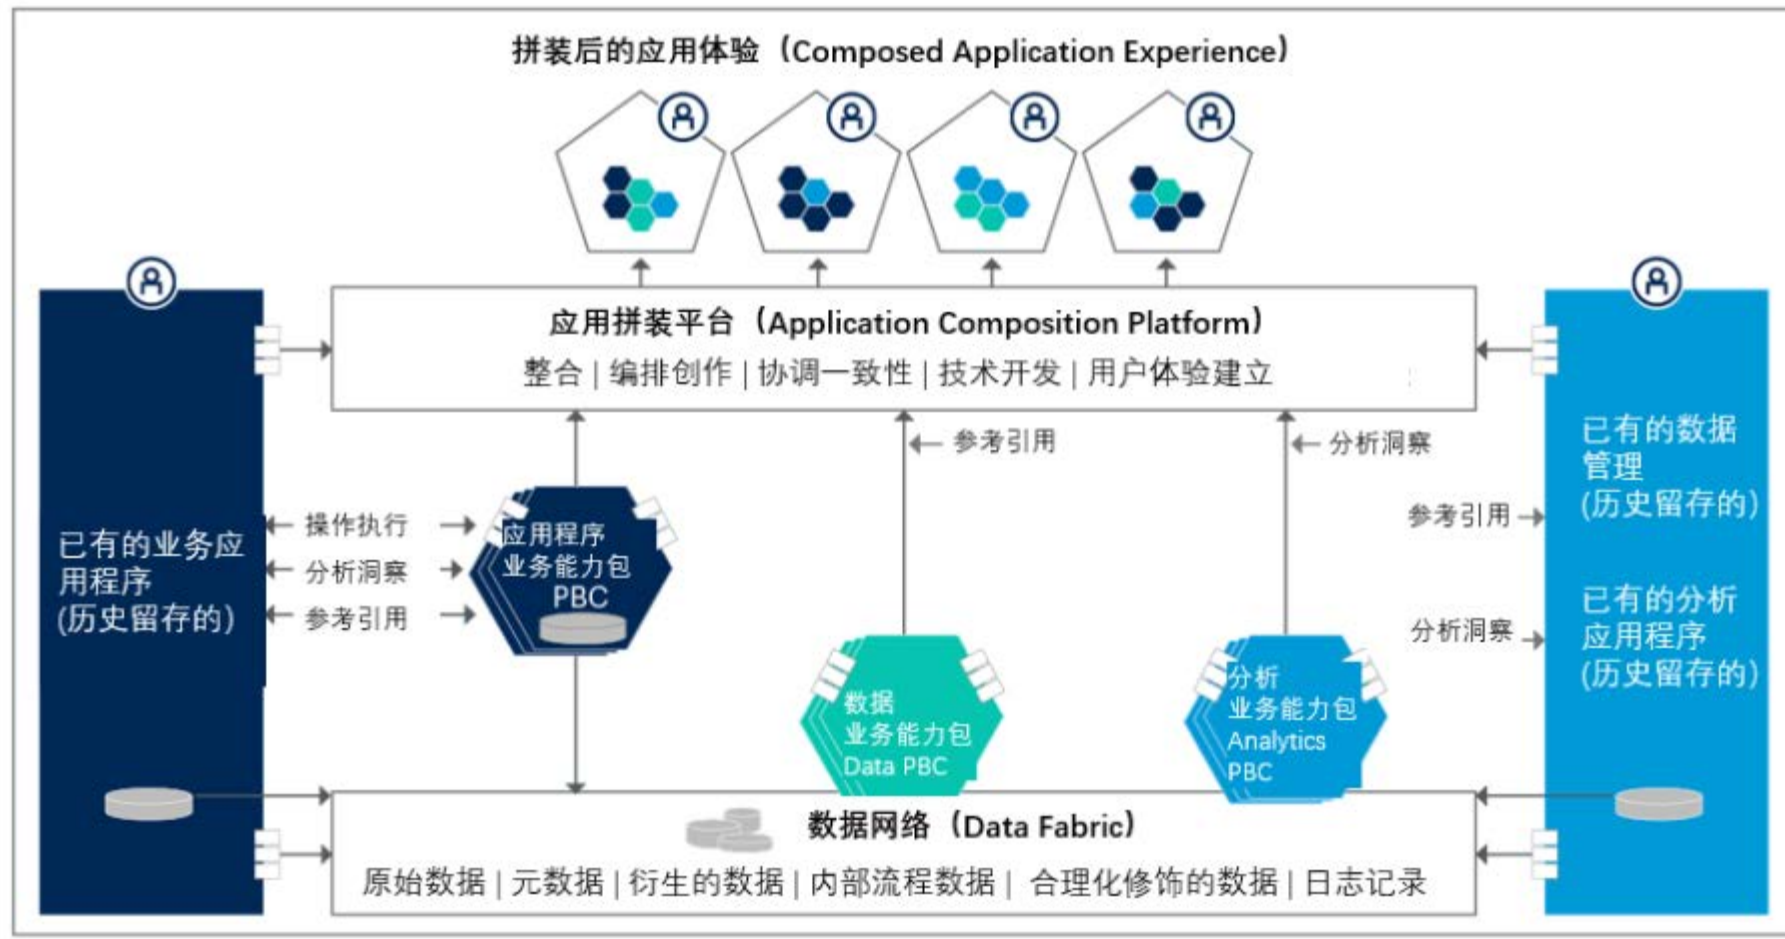 拼装后的应用体验（Composed Application Experience）
应用拼装平台（Application Composition Platform）
整合 | 编排创作 | 协调一致性 | 技术开发 | 用户体验建立
已有的业务应
用程序
(历史留存的)
操作执行
分析洞察
参考引用
应用程序
业务能力包
PBC
参考引用
数据
业务能力包
Data PBC
分析洞察
分析
业务能力包
Analytics
PBC
参考引用
分析洞察
已有的数据
管理
(历史留存的)
已有的分析
应用程序
(历史留存的)
数据网络（Data Fabric）
原始数据 | 元数据 | 衍生的数据 | 内部流程数据 | 合理化修饰的数据 | 日志记录